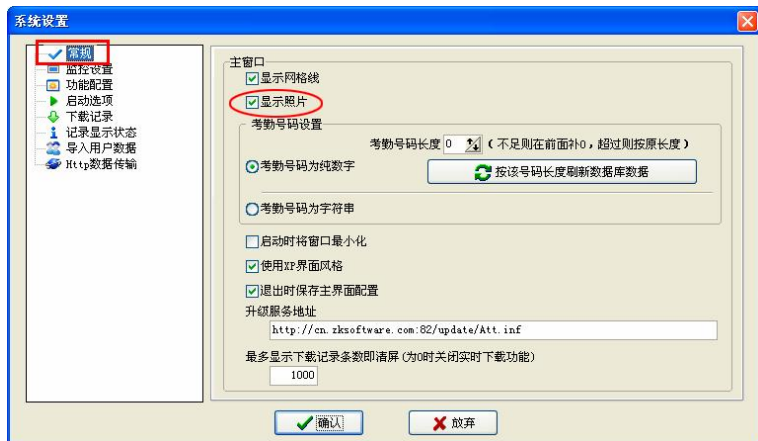 系统设置
常规
监控设置
功能配置
启动选项
下载记录
记录显示状态
导入用户数据
Http数据传输
主窗口
显示网格线
显示照片
考勤号码设置
考勤号码长度 0 (不足则在前面补0，超过则按原长度)
考勤号码为纯数字
按该号码长度刷新数据库数据
考勤号码为字符串
启动时将窗口最小化
使用XP界面风格
退出时保存主界面配置
升级服务地址
http://cn.zksoftware.com:82/update/Att.inf
最多显示下载记录条数即清屏(为0时关闭实时下载功能)
1000
确认
放弃